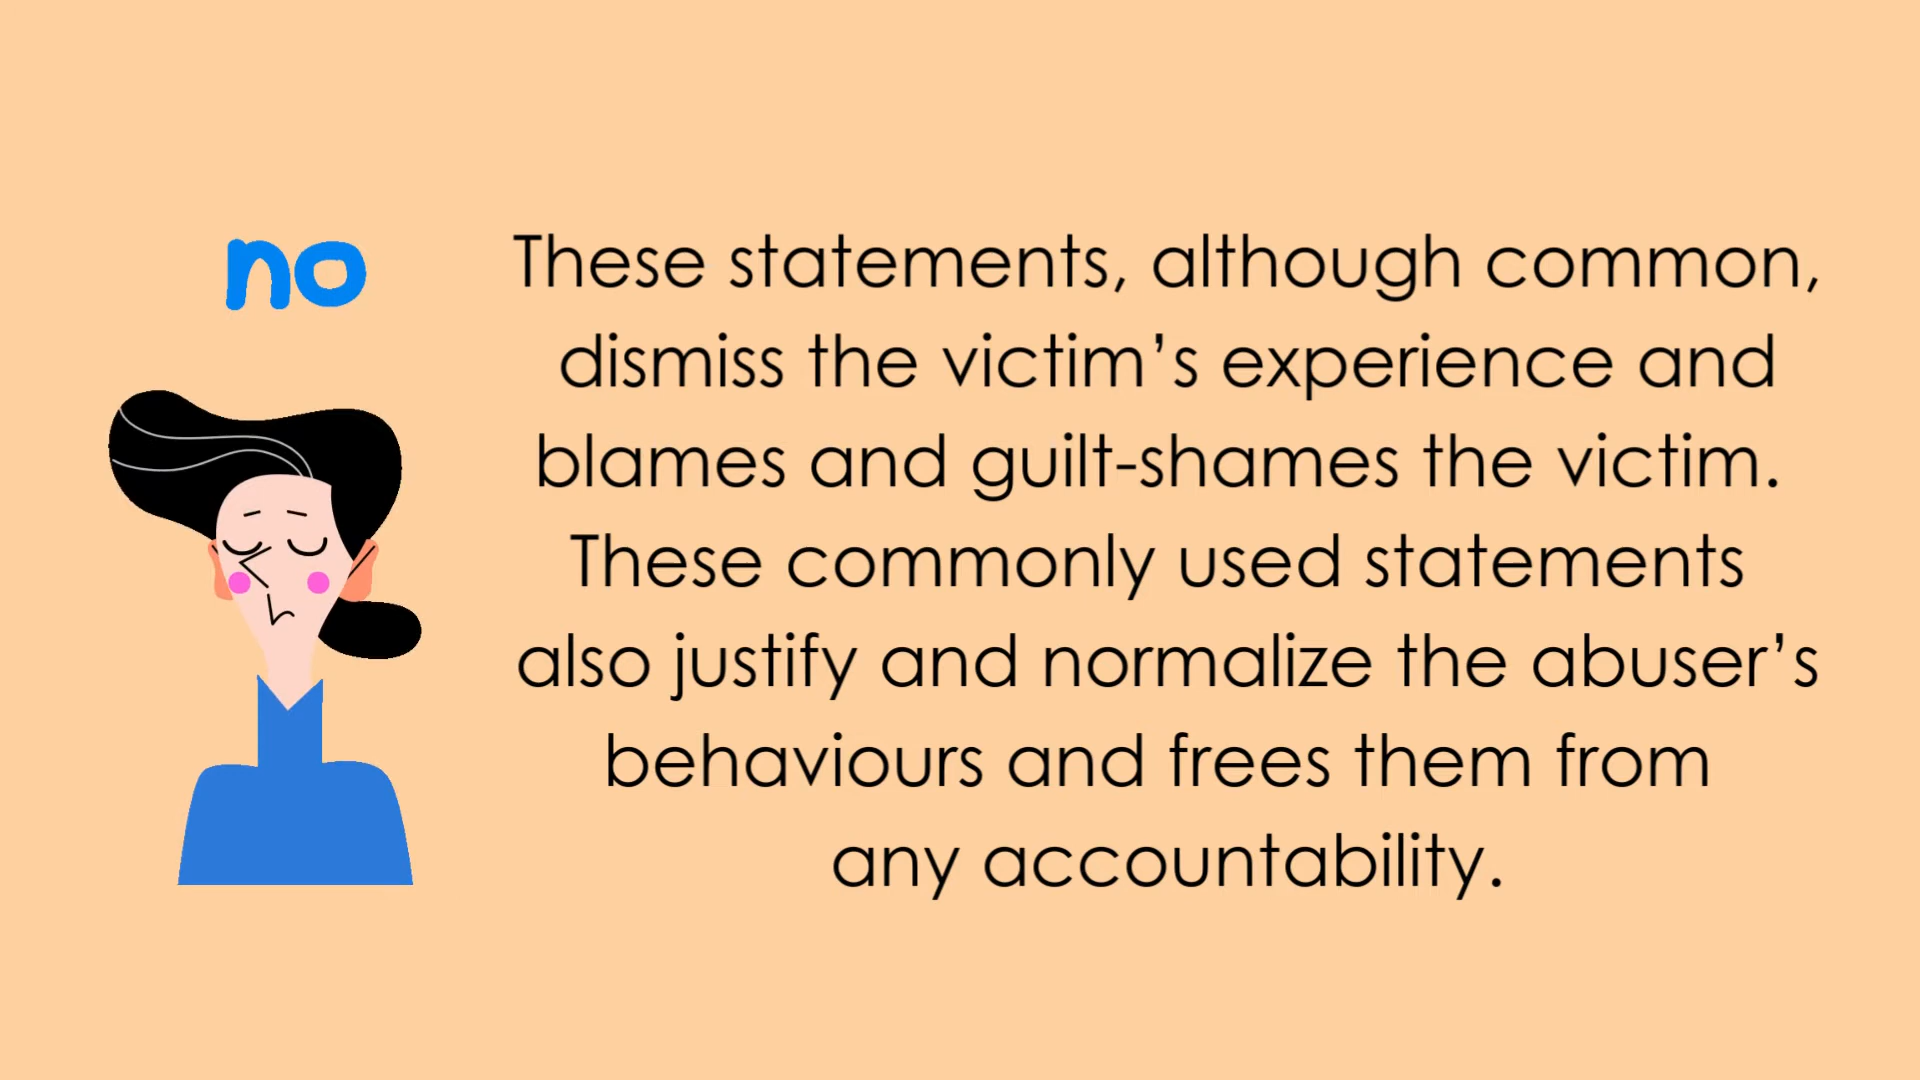 no
These statements, although common,
dismiss the victim’s experience and
blames and guilt-shames the victim.
These commonly used statements
also justify and normalize the abuser’s
behaviours and frees them from
any accountability.